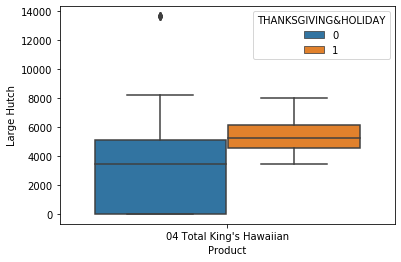 THANKSGIVING&HOLIDAY
0
1
14000
12000
10000
8000
6000
4000
2000
0
Large Hutch
04 Total King's Hawaiian
Product